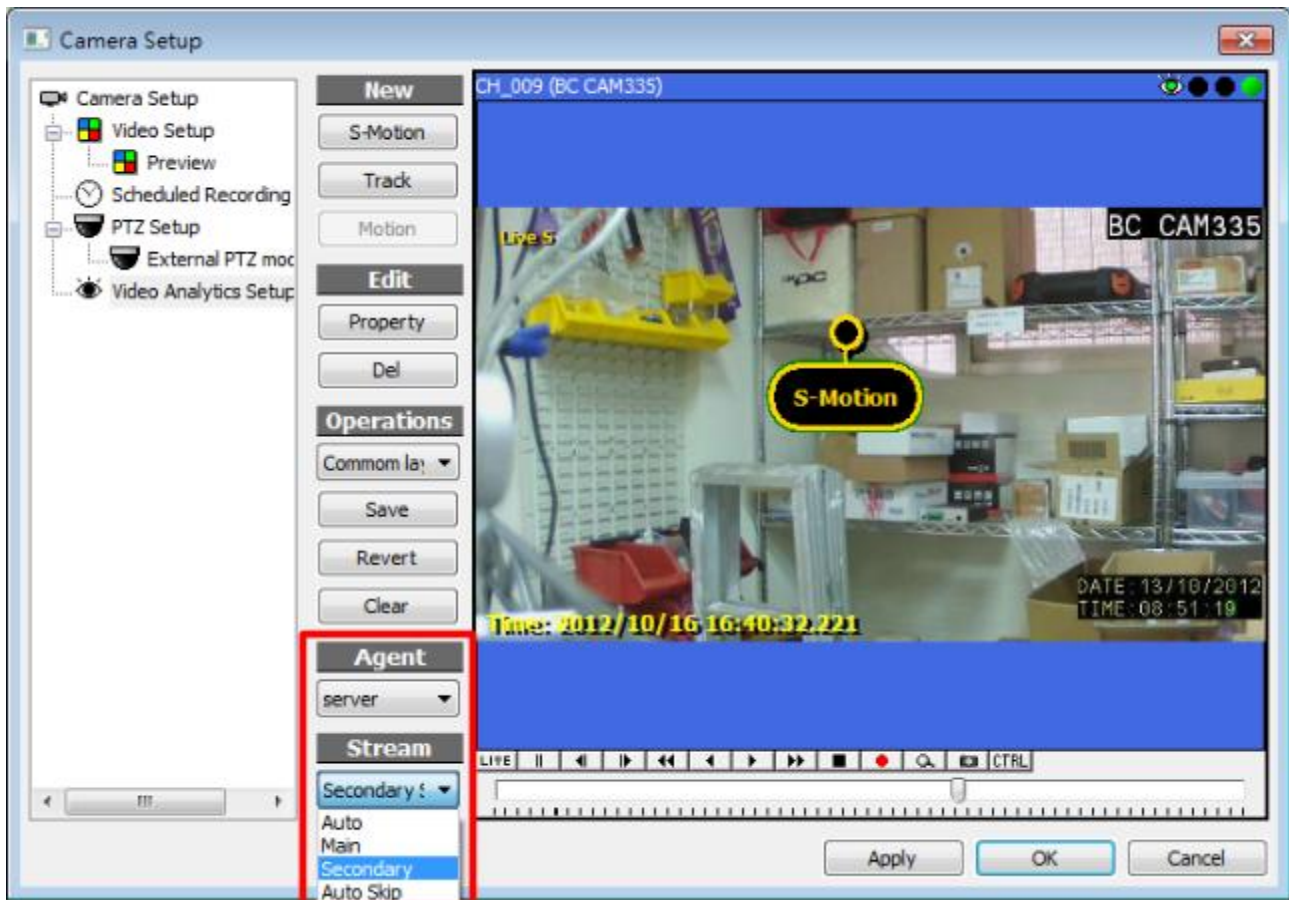 Camera Setup
Camera Setup
Video Setup
Preview
Scheduled Recording
PTZ Setup
External PTZ moc
Video Analytics Setup
New
S-Motion
Track
Motion
Edit
Property
Del
Operations
Commom lay
Save
Revert
Clear
Agent
server
Stream
Secondary S
Auto
Main
Secondary
Auto Skip
CH_009 (BC CAM335)
Live S
BC CAM335
S-Motion
DATE:13/10/2012
TIME:08:51:19
Time: 2012/10/16 16:40:32.221
LIVE
CTRL
Apply
OK
Cancel